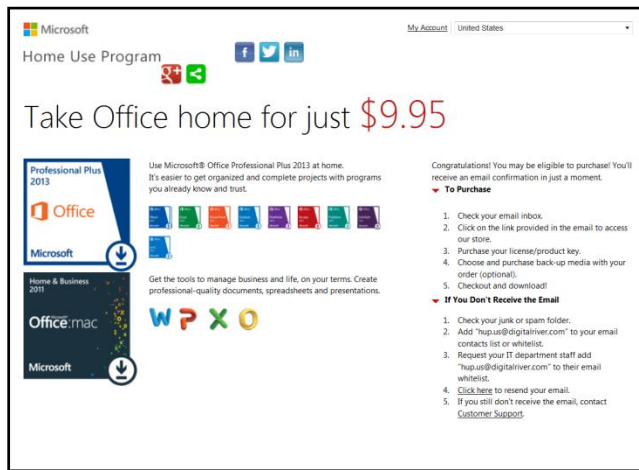 Microsoft
My Account United States
Home Use Program
Take Office home for just $9.95
Professional Plus
2013
Office
Microsoft
Use Microsoft® Office Professional Plus 2013 at home.
It's easier to get organized and complete projects with programs
you already know and trust.
Home & Business
2011
Office:mac
Microsoft
Get the tools to manage business and life, on your terms. Create
professional-quality documents, spreadsheets and presentations.
Congratulations! You may be eligible to purchase! You'll
receive an email confirmation in just a moment.
To Purchase
1. Check your email inbox.
2. Click on the link provided in the email to access
our store.
3. Purchase your license/product key.
4. Choose and purchase back-up media with your
order (optional).
5. Checkout and download!
If You Don't Receive the Email
1. Check your junk or spam folder.
2. Add "hup.us@digitalriver.com" to your email
contacts list or whitelist.
3. Request your IT department staff add
"hup.us@digitalriver.com" to their email
whitelist.
4. Click here to resend your email.
5. If you still don't receive the email, contact
Customer Support.